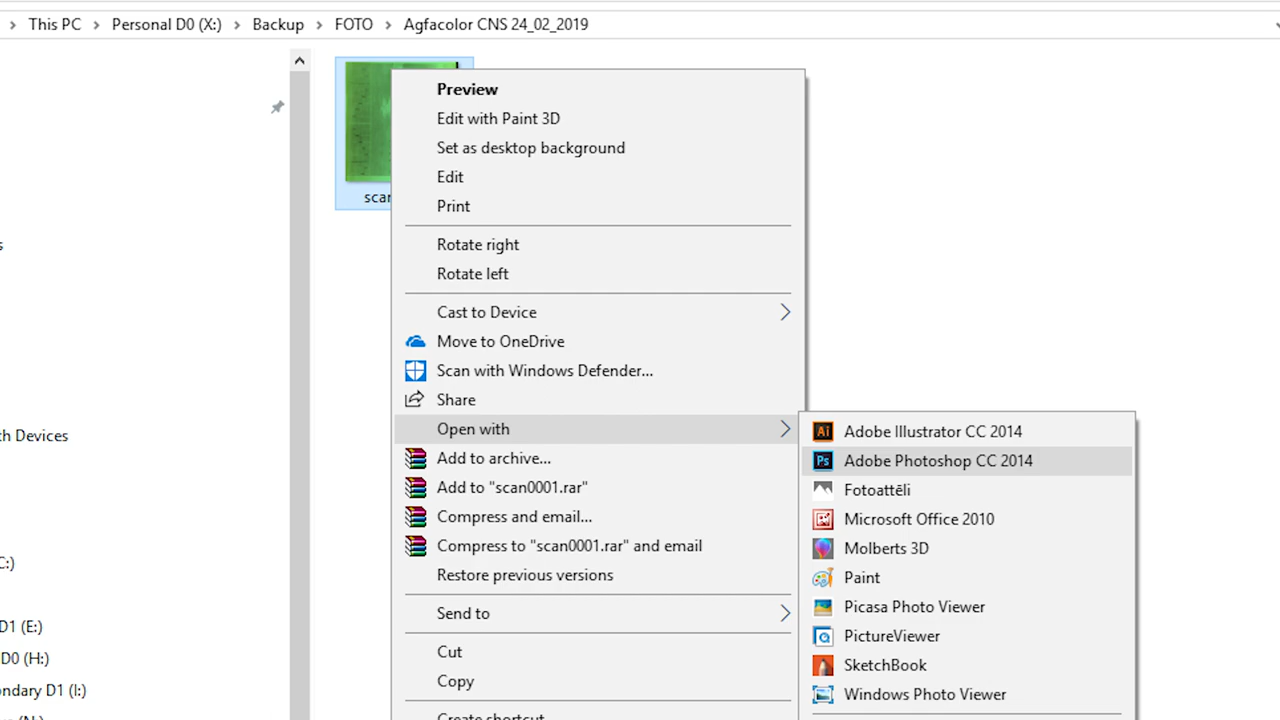 This PC > Personal D0 (X:) > Backup > FOTO > Agfacolor CNS 24_02_2019
scan
Preview
Edit with Paint 3D
Set as desktop background
Edit
Print
Rotate right
Rotate left
Cast to Device
Move to OneDrive
Scan with Windows Defender...
Share
Open with
Add to archive...
Add to "scan0001.rar"
Compress and email...
Compress to "scan0001.rar" and email
Restore previous versions
Send to
Cut
Copy
Create shortcut
Ai Adobe Illustrator CC 2014
Ps Adobe Photoshop CC 2014
Fotoattēli
Microsoft Office 2010
Molberts 3D
Paint
Picasa Photo Viewer
PictureViewer
SketchBook
Windows Photo Viewer
s
th Devices
C:)
D1 (E:)
D0 (H:)
ondary D1 (I:)